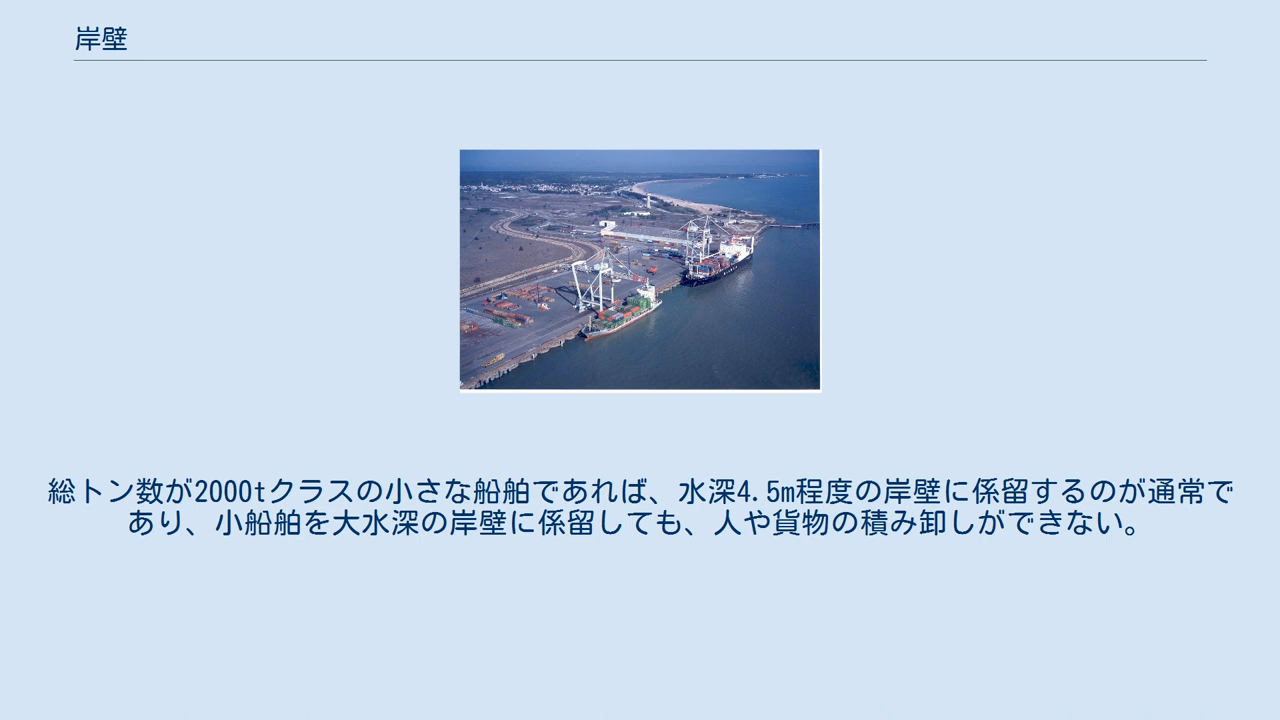 岸壁
総トン数が2000tクラスの小さな船舶であれば、水深4.5m程度の岸壁に係留するのが通常で
あり、小船舶を大水深の岸壁に係留しても、人や貨物の積み卸しができない。